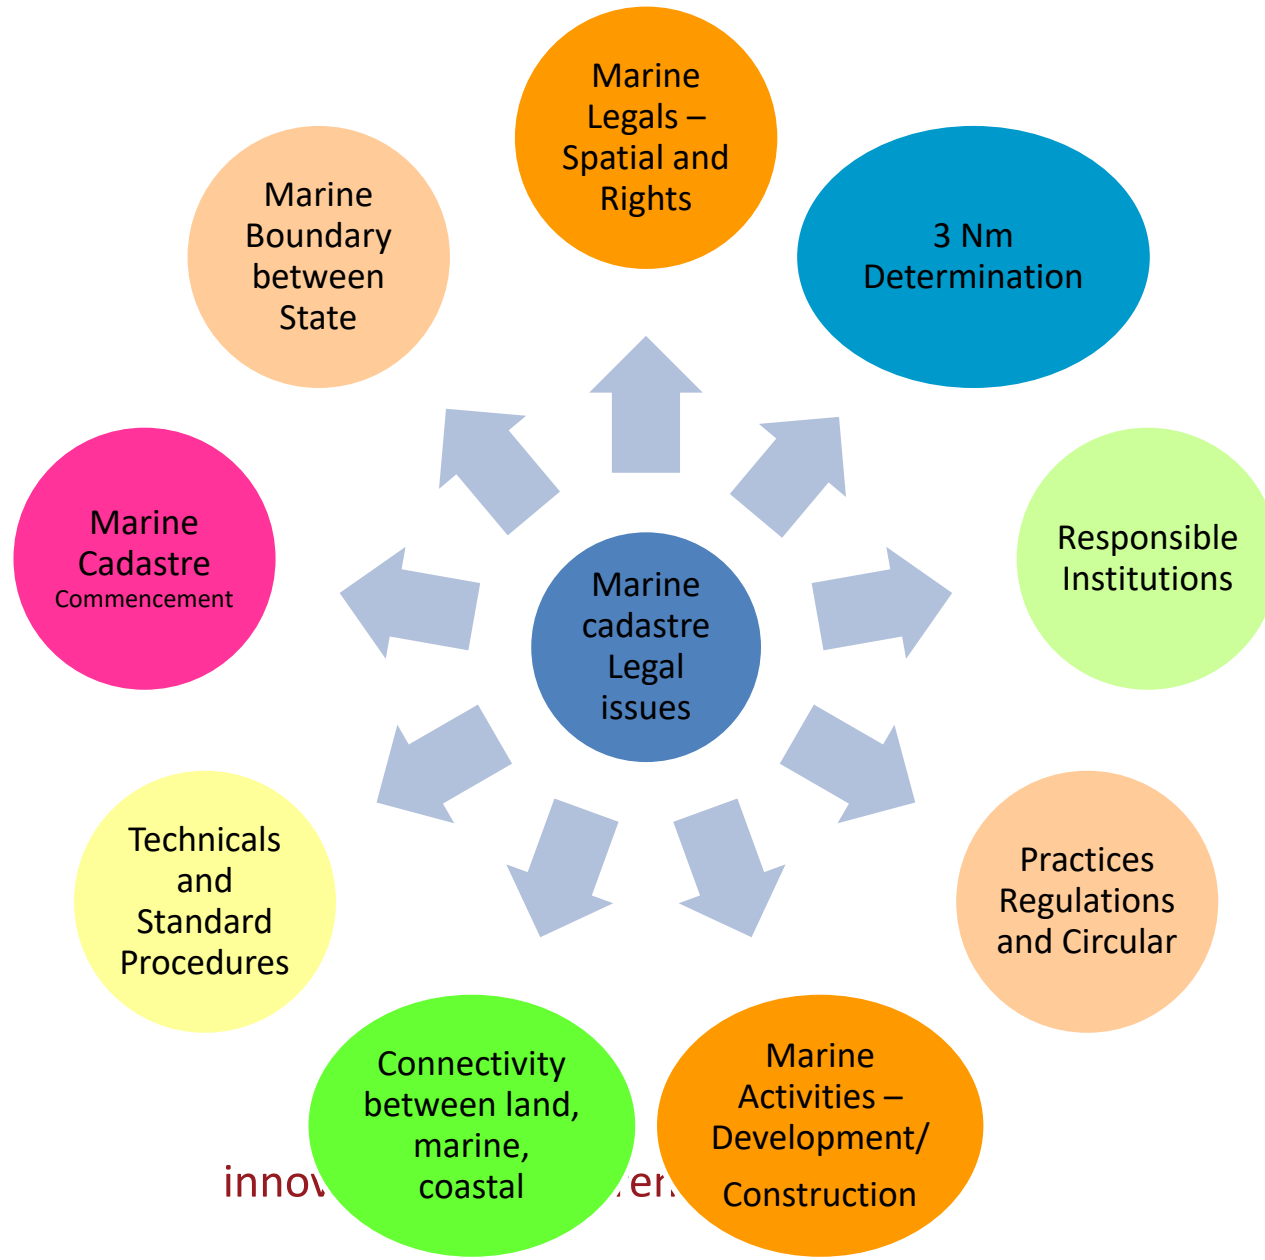 Marine
Legals –
Spatial and
Rights
3 Nm
Determination
Responsible
Institutions
Practices
Regulations
and Circular
Marine
Activities –
Development/
Construction
Connectivity
between land,
marine,
coastal
Technicals
and
Standard
Procedures
Marine
Cadastre
Commencement
Marine
Boundary
between
State
Marine
cadastre
Legal
issues